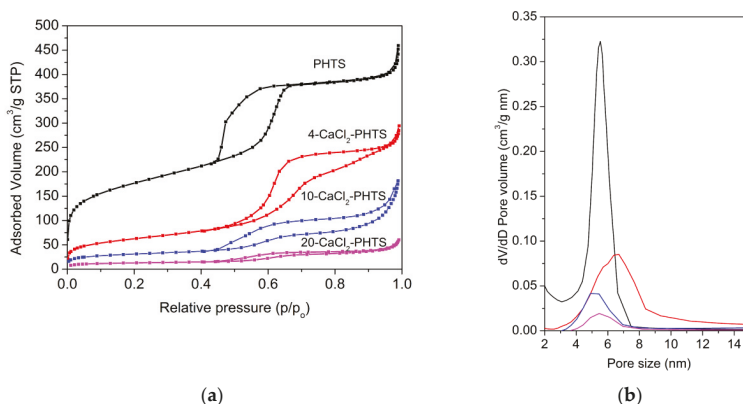 500
450
400
350
300
250
200
150
100
50
0
0.0 0.2 0.4 0.6 0.8 1.0
Adsorbed Volume (cm³/g STP)
Relative pressure (p/pₒ)
PHTS
4-CaCl₂-PHTS
10-CaCl₂-PHTS
20-CaCl₂-PHTS
(a)
0.35
0.30
0.25
0.20
0.15
0.10
0.05
0.00
2 4 6 8 10 12 14
dV/dD Pore volume (cm³/g nm)
Pore size (nm)
(b)